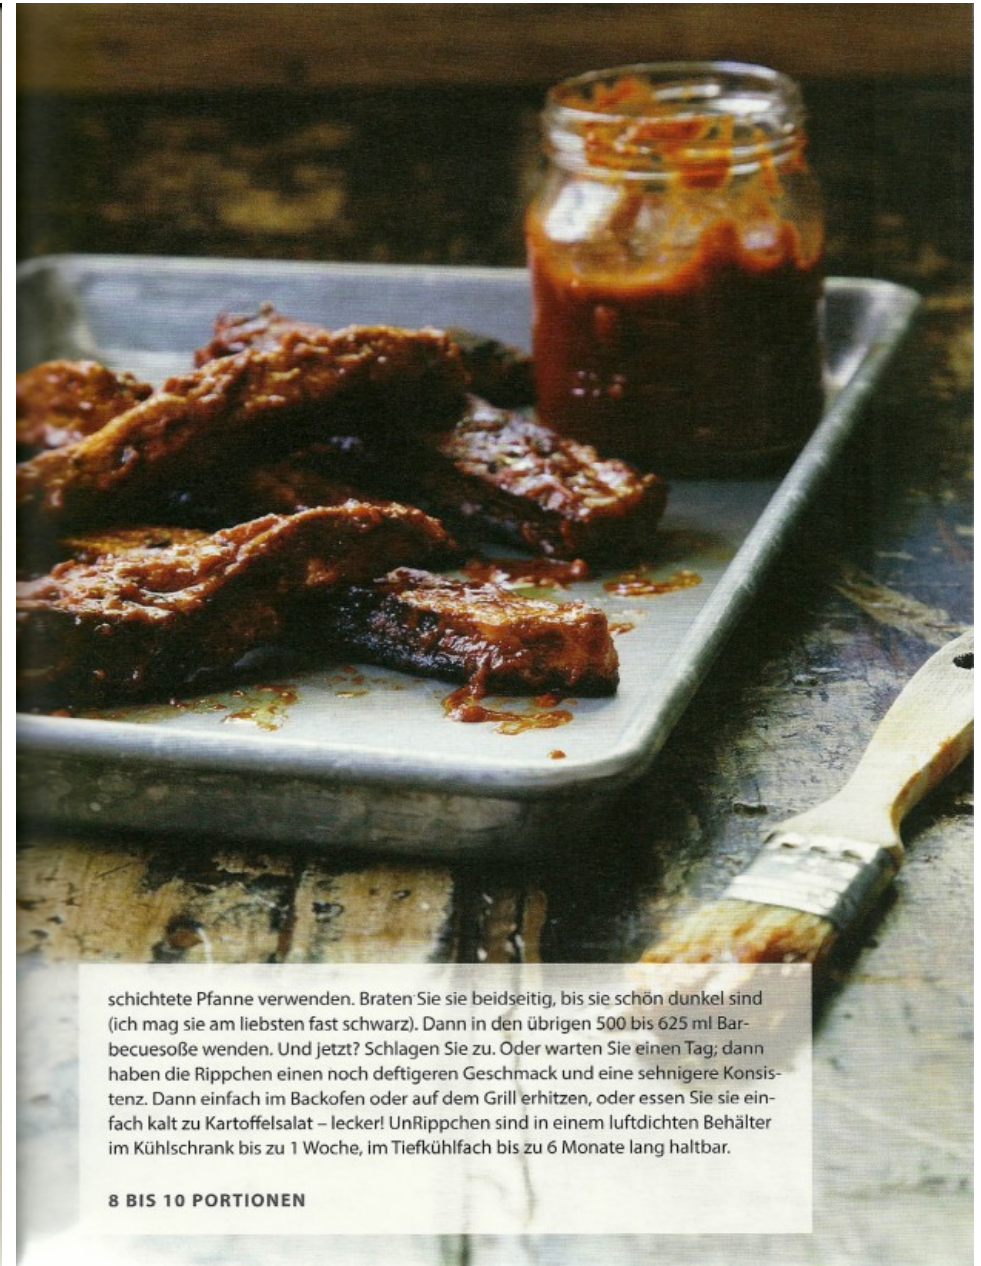 schichtete Pfanne verwenden. Braten Sie sie beidseitig, bis sie schön dunkel sind
(ich mag sie am liebsten fast schwarz). Dann in den übrigen 500 bis 625 ml Bar-
becuesoße wenden. Und jetzt? Schlagen Sie zu. Oder warten Sie einen Tag; dann
haben die Rippchen einen noch deftigeren Geschmack und eine sehnigere Konsis-
tenz. Dann einfach im Backofen oder auf dem Grill erhitzen, oder essen Sie sie ein-
fach kalt zu Kartoffelsalat – lecker! UnRippchen sind in einem luftdichten Behälter
im Kühlschrank bis zu 1 Woche, im Tiefkühlfach bis zu 6 Monate lang haltbar.
8 BIS 10 PORTIONEN